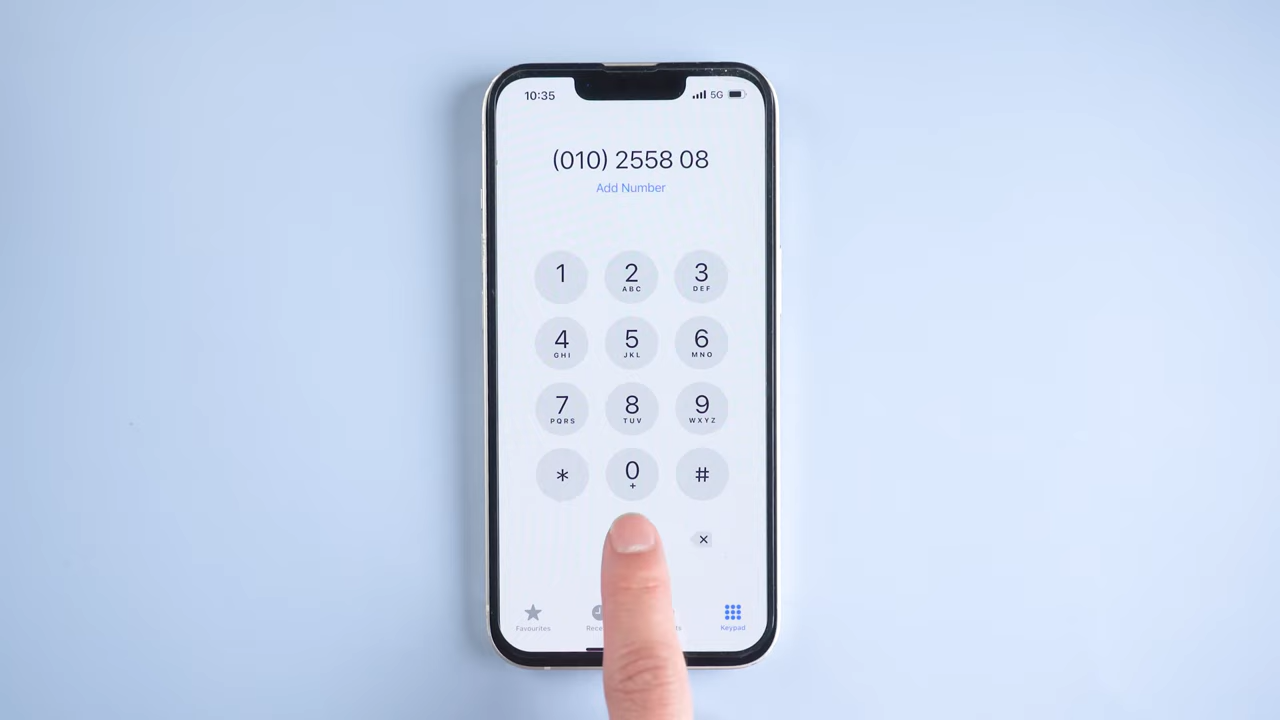 10:35 5G
(010) 2558 08
Add Number
1 2 3
ABC DEF
4 5 6
GHI JKL MNO
7 8 9
PQRS TUV WXYZ
* 0 #
+
Favourites Keypad